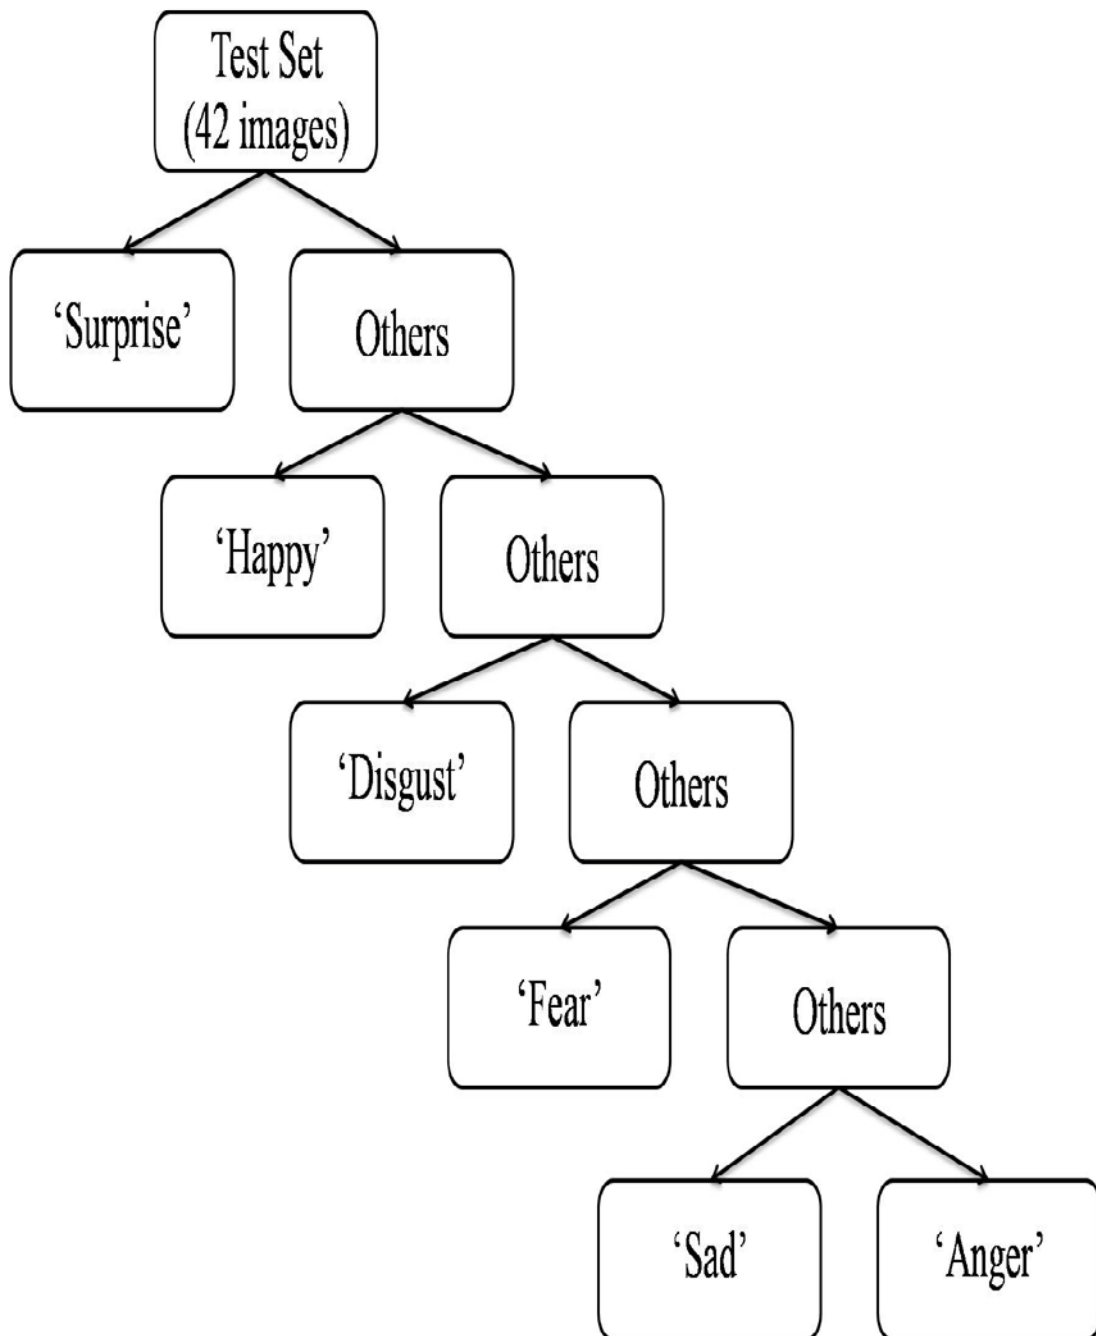 Test Set
(42 images)
‘Surprise’
Others
‘Happy’
Others
‘Disgust’
Others
‘Fear’
Others
‘Sad’
‘Anger’